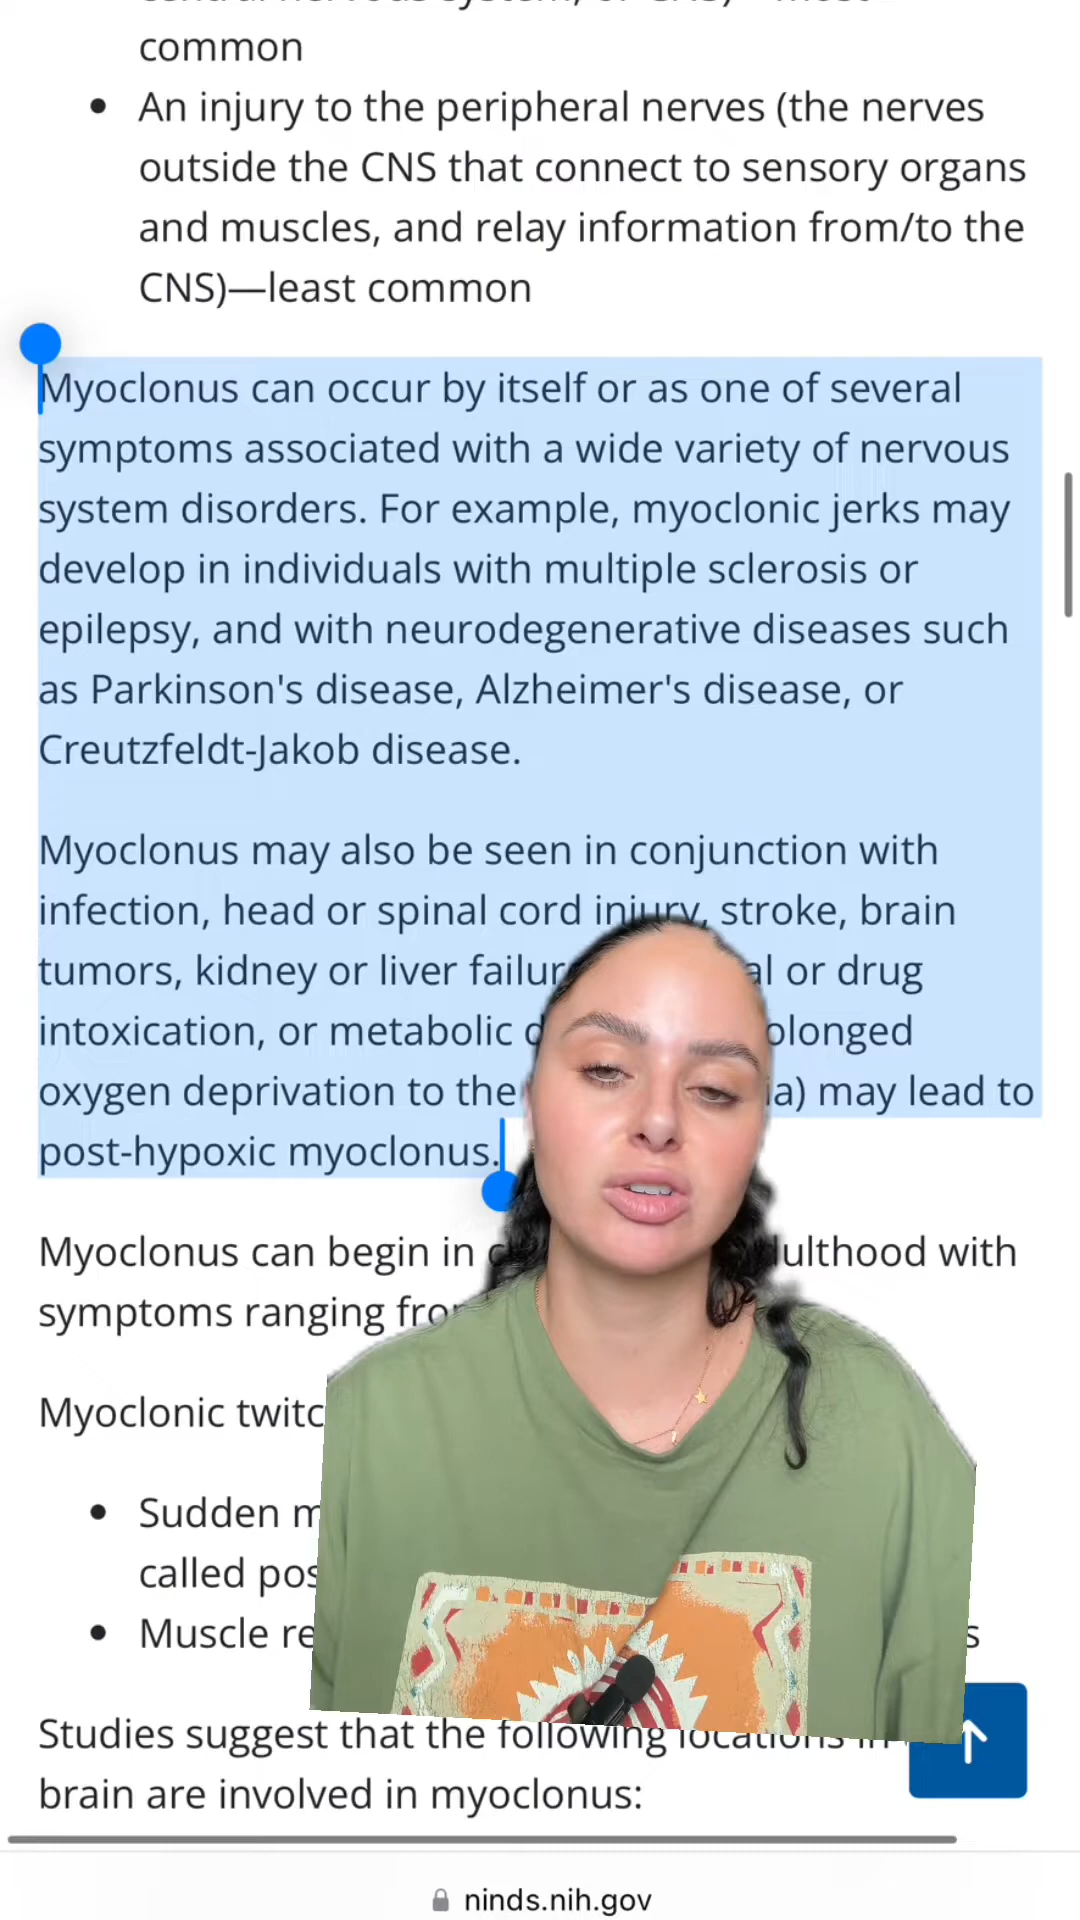 common
• An injury to the peripheral nerves (the nerves
outside the CNS that connect to sensory organs
and muscles, and relay information from/to the
CNS)—least common
Myoclonus can occur by itself or as one of several
symptoms associated with a wide variety of nervous
system disorders. For example, myoclonic jerks may
develop in individuals with multiple sclerosis or
epilepsy, and with neurodegenerative diseases such
as Parkinson's disease, Alzheimer's disease, or
Creutzfeldt-Jakob disease.
Myoclonus may also be seen in conjunction with
infection, head or spinal cord injury, stroke, brain
tumors, kidney or liver or drug
intoxication, or metabolic
oxygen deprivation to the may lead to
post-hypoxic myoclonus.
Myoclonus can begin in with
symptoms ranging
Myoclonic
• Sudden
called
• Muscle
Studies suggest that the following locations
brain are involved in myoclonus:
ninds.nih.gov